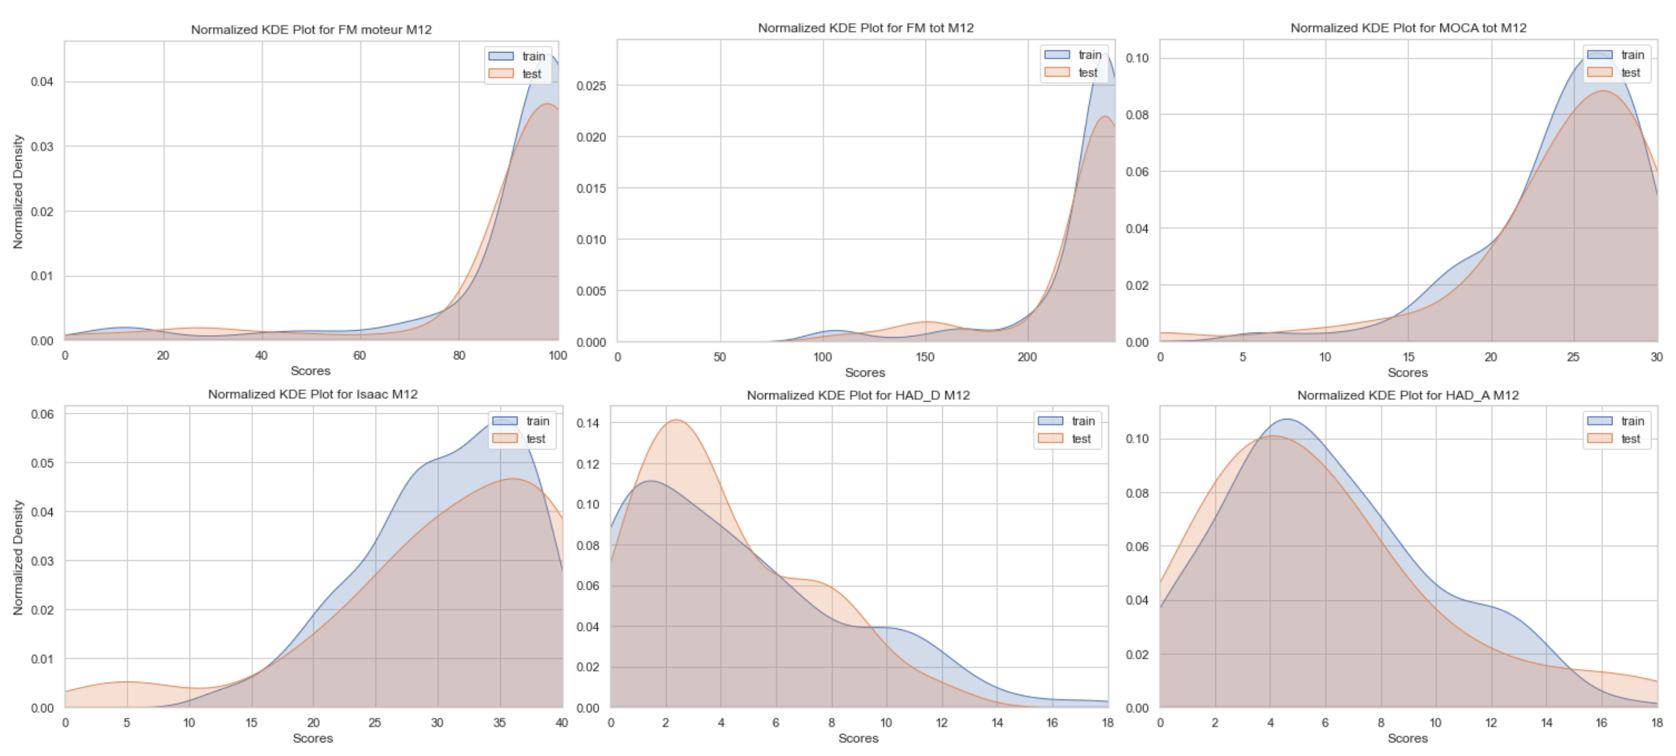 Normalized KDE Plot for FM moteur M12
Normalized Density
0.04
0.03
0.02
0.01
0.00
0 20 40 60 80 100
Scores
train
test
Normalized KDE Plot for FM tot M12
0.025
0.020
0.015
0.010
0.005
0.000
0 50 100 150 200
Scores
train
test
Normalized KDE Plot for MOCA tot M12
0.10
0.08
0.06
0.04
0.02
0.00
0 5 10 15 20 25 30
Scores
train
test
Normalized KDE Plot for Isaac M12
Normalized Density
0.06
0.05
0.04
0.03
0.02
0.01
0.00
0 5 10 15 20 25 30 35 40
Scores
train
test
Normalized KDE Plot for HAD_D M12
0.14
0.12
0.10
0.08
0.06
0.04
0.02
0.00
0 2 4 6 8 10 12 14 16 18
Scores
train
test
Normalized KDE Plot for HAD_A M12
0.10
0.08
0.06
0.04
0.02
0.00
0 2 4 6 8 10 12 14 16 18
Scores
train
test